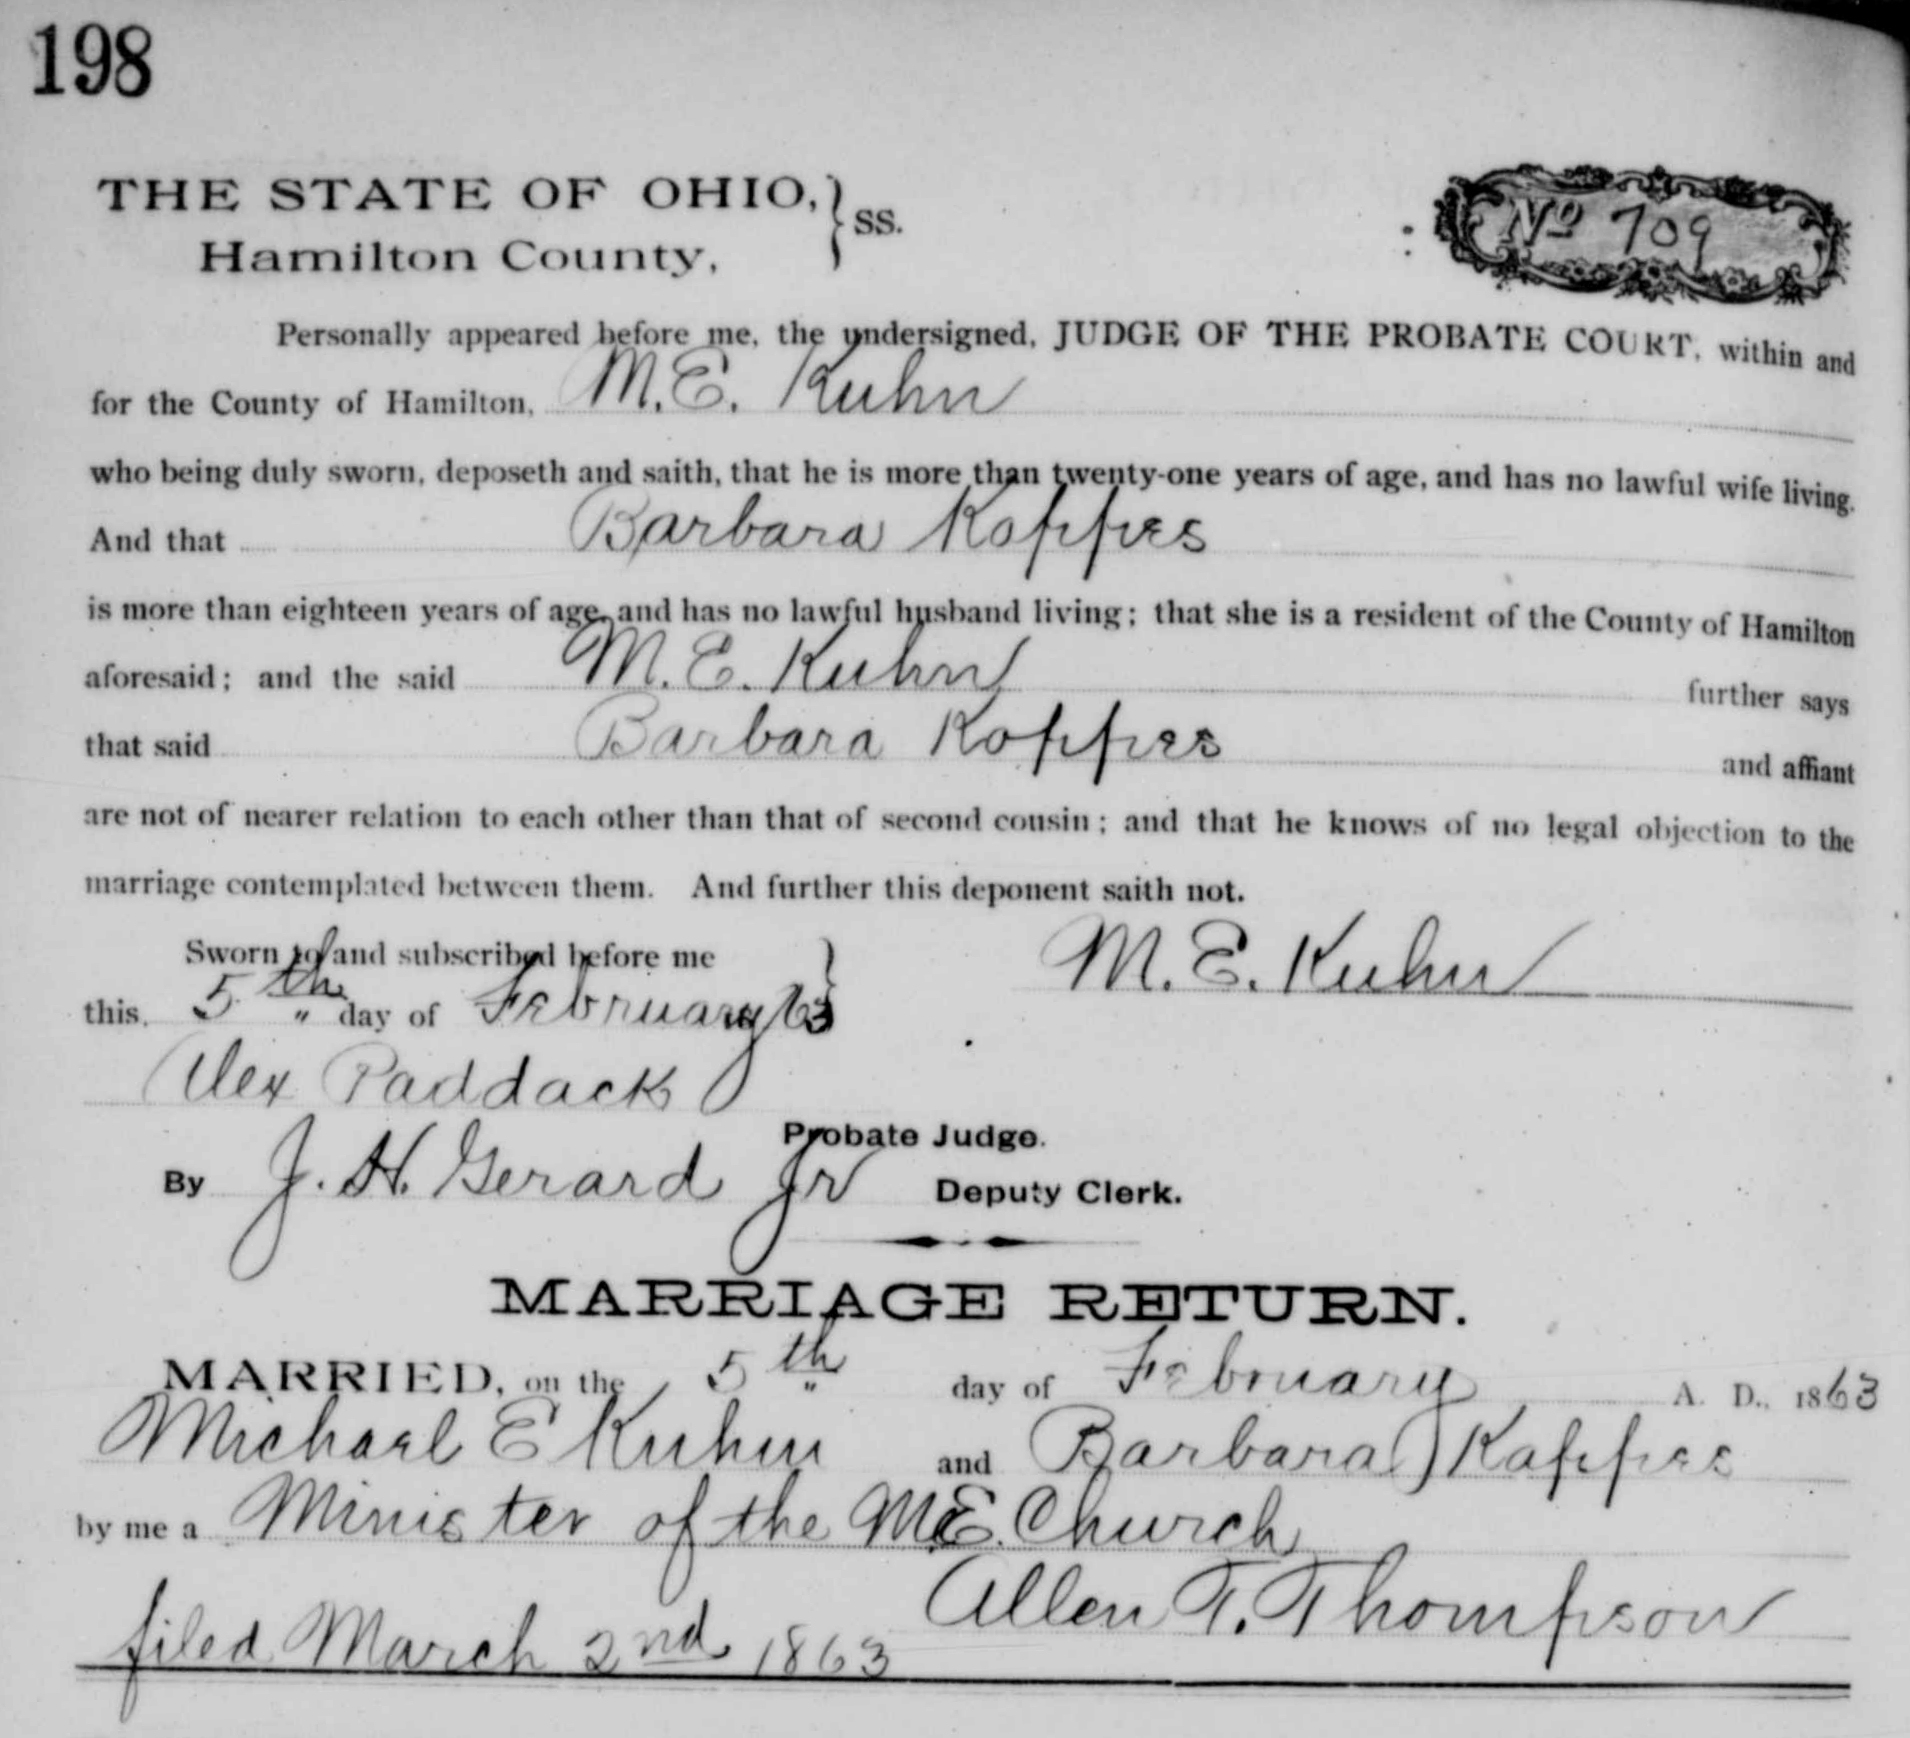 198
THE STATE OF OHIO, } SS.
Hamilton County,
No 709
Personally appeared before me, the undersigned, JUDGE OF THE PROBATE COURT, within and
for the County of Hamilton, M. E. Kuhn
who being duly sworn, deposeth and saith, that he is more than twenty-one years of age, and has no lawful wife living.
And that Barbara Koppes
is more than eighteen years of age, and has no lawful husband living; that she is a resident of the County of Hamilton
aforesaid; and the said M. E. Kuhn further says
that said Barbara Koppes and affiant
are not of nearer relation to each other than that of second cousin; and that he knows of no legal objection to the
marriage contemplated between them. And further this deponent saith not.
Sworn to and subscribed before me }
this, 5th " day of February 63
M. E. Kuhn
Alex Paddack
Probate Judge.
By J. H. Gerard Jr Deputy Clerk.
MARRIAGE RETURN.
MARRIED, on the 5th " day of February A. D., 1863
Michael E Kuhn and Barbara Kappes
by me a Minister of the M.E. Church
Allen T. Thompson
filed March 2nd 1863